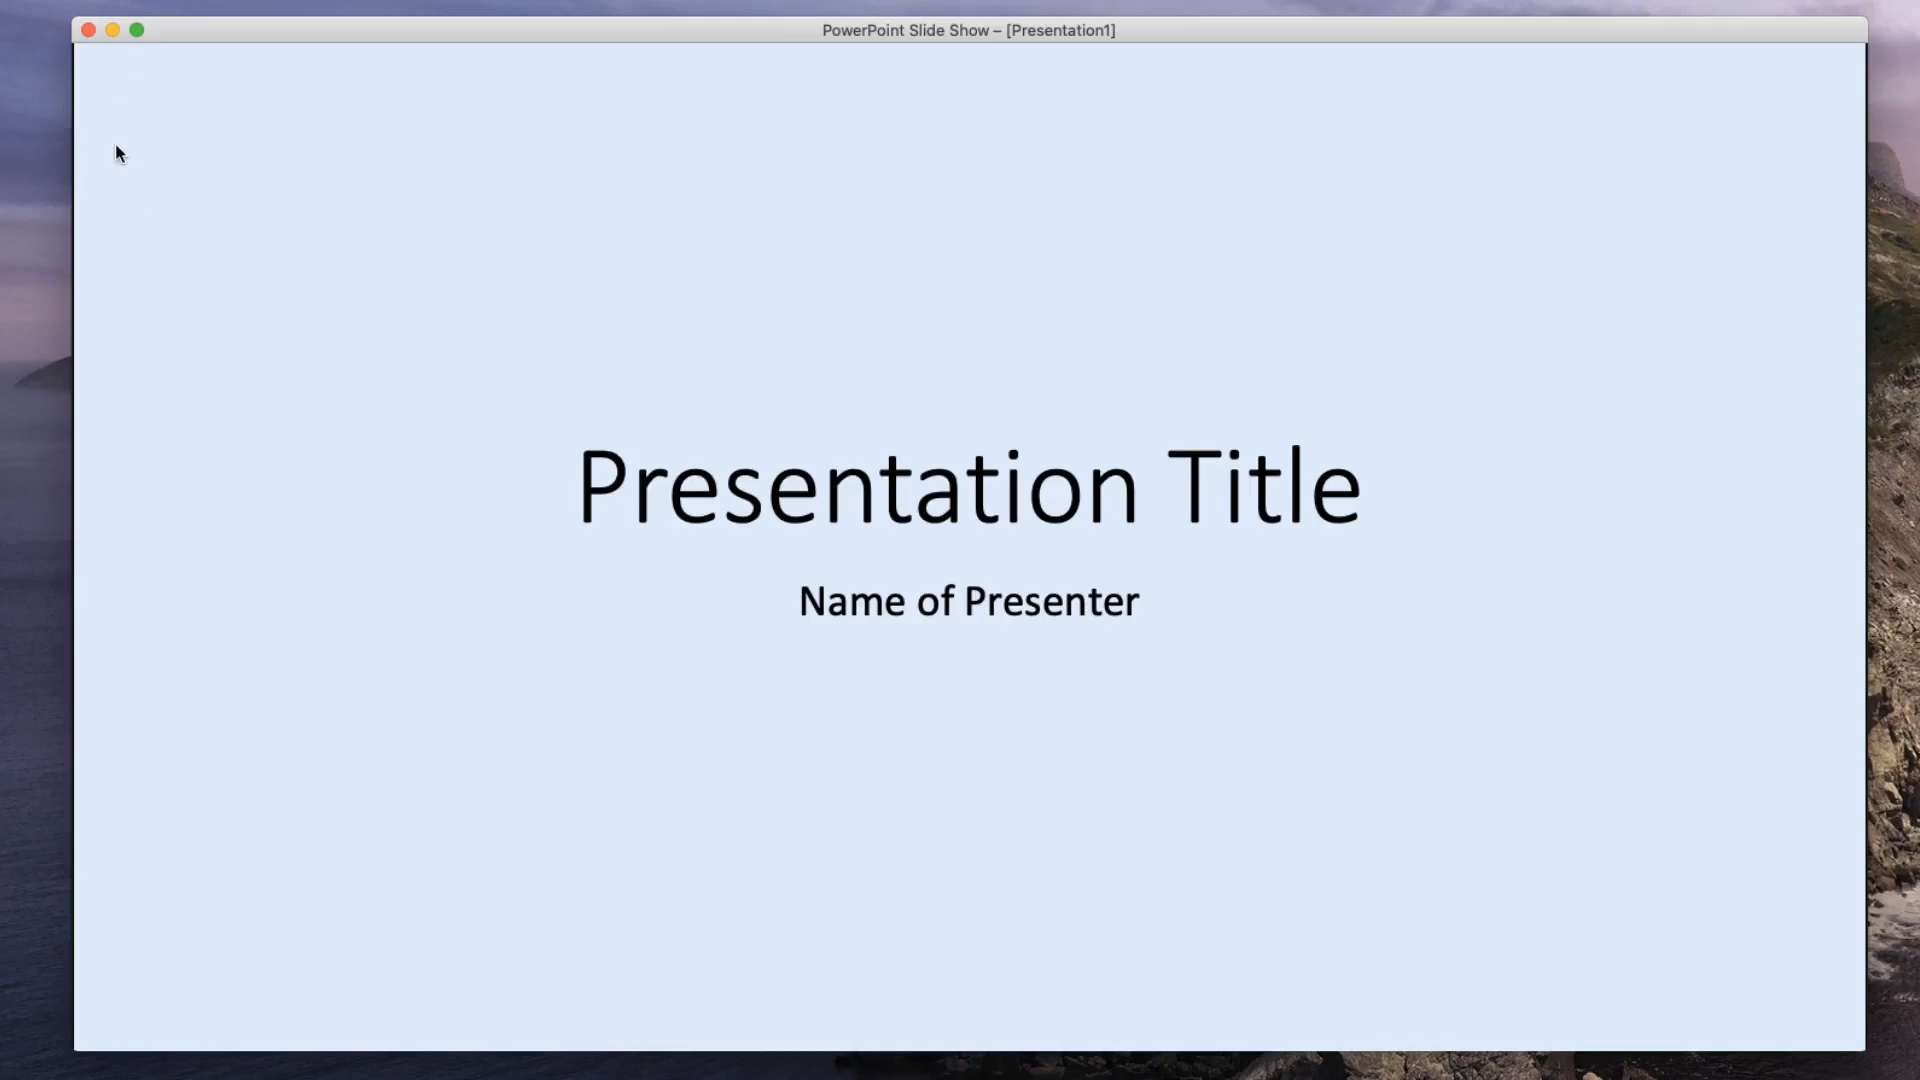 PowerPoint Slide Show – [Presentation1]
Presentation Title
Name of Presenter